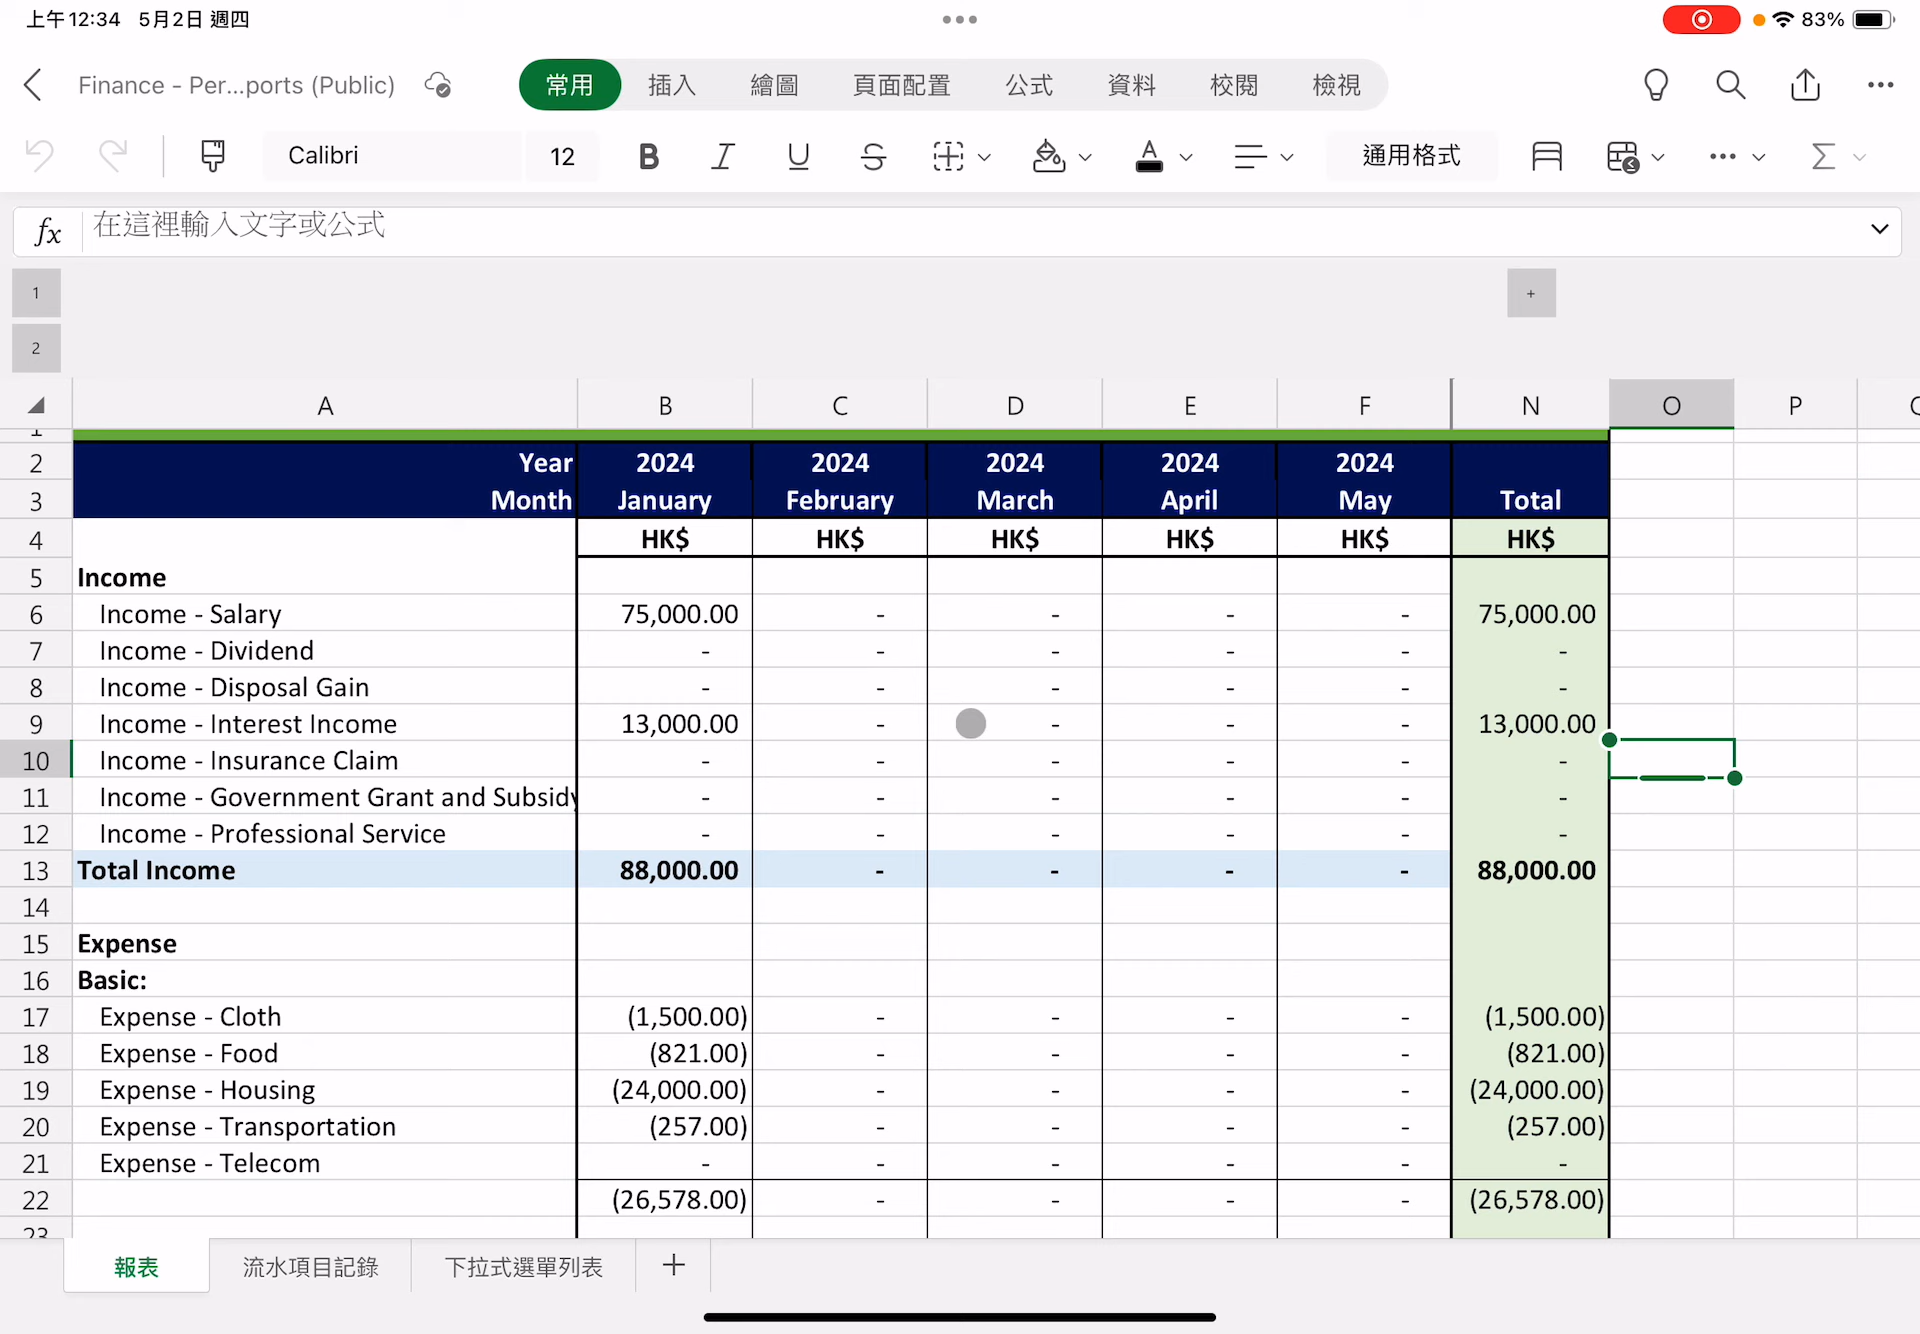 上午12:34 5月2日 週四
83%
Finance - Per...ports (Public)
常用 插入 繪圖 頁面配置 公式 資料 校閱 檢視
Calibri 12 B I U S A 通用格式 Σ
fx 在這裡輸入文字或公式
1 +
2
A B C D E F N O P
1
2 Year 2024 2024 2024 2024 2024
3 Month January February March April May Total
4 HK$ HK$ HK$ HK$ HK$ HK$
5 Income
6 Income - Salary 75,000.00 - - - - 75,000.00
7 Income - Dividend - - - - - -
8 Income - Disposal Gain - - - - - -
9 Income - Interest Income 13,000.00 - - - - 13,000.00
10 Income - Insurance Claim - - - - - -
11 Income - Government Grant and Subsidy - - - - - -
12 Income - Professional Service - - - - - -
13 Total Income 88,000.00 - - - - 88,000.00
14
15 Expense
16 Basic:
17 Expense - Cloth (1,500.00) - - - - (1,500.00)
18 Expense - Food (821.00) - - - - (821.00)
19 Expense - Housing (24,000.00) - - - - (24,000.00)
20 Expense - Transportation (257.00) - - - - (257.00)
21 Expense - Telecom - - - - - -
22 (26,578.00) - - - - (26,578.00)
23
報表 流水項目記錄 下拉式選單列表 +